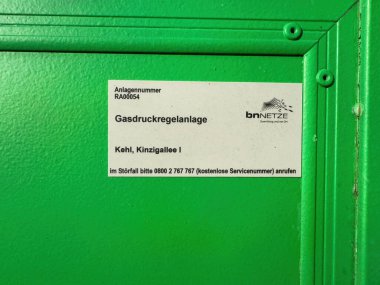 Anlagennummer
RA00054
bnNETZE
Gasdruckregelanlage
Kehl, Kinzigallee I
im Störfall bitte 0800 2 767 767 (kostenlose Servicenummer) anrufen